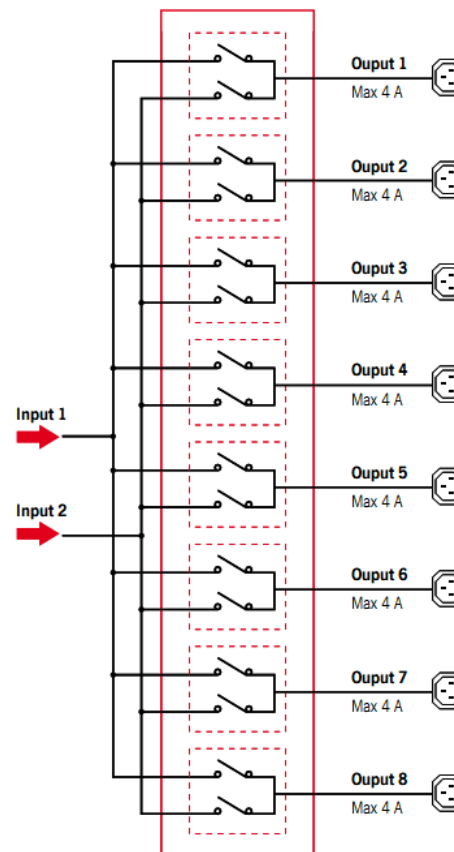 Ouput 1
Max 4 A
Ouput 2
Max 4 A
Ouput 3
Max 4 A
Ouput 4
Max 4 A
Input 1
Ouput 5
Max 4 A
Input 2
Ouput 6
Max 4 A
Ouput 7
Max 4 A
Ouput 8
Max 4 A